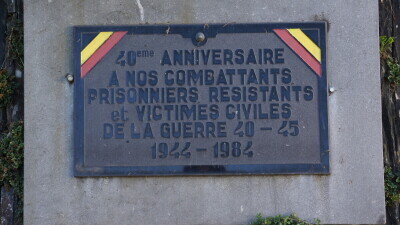 40ème ANNIVERSAIRE
A NOS COMBATTANTS
PRISONNIERS RESISTANTS
et VICTIMES CIVILES
DE LA GUERRE 40 - 45
1944 - 1984